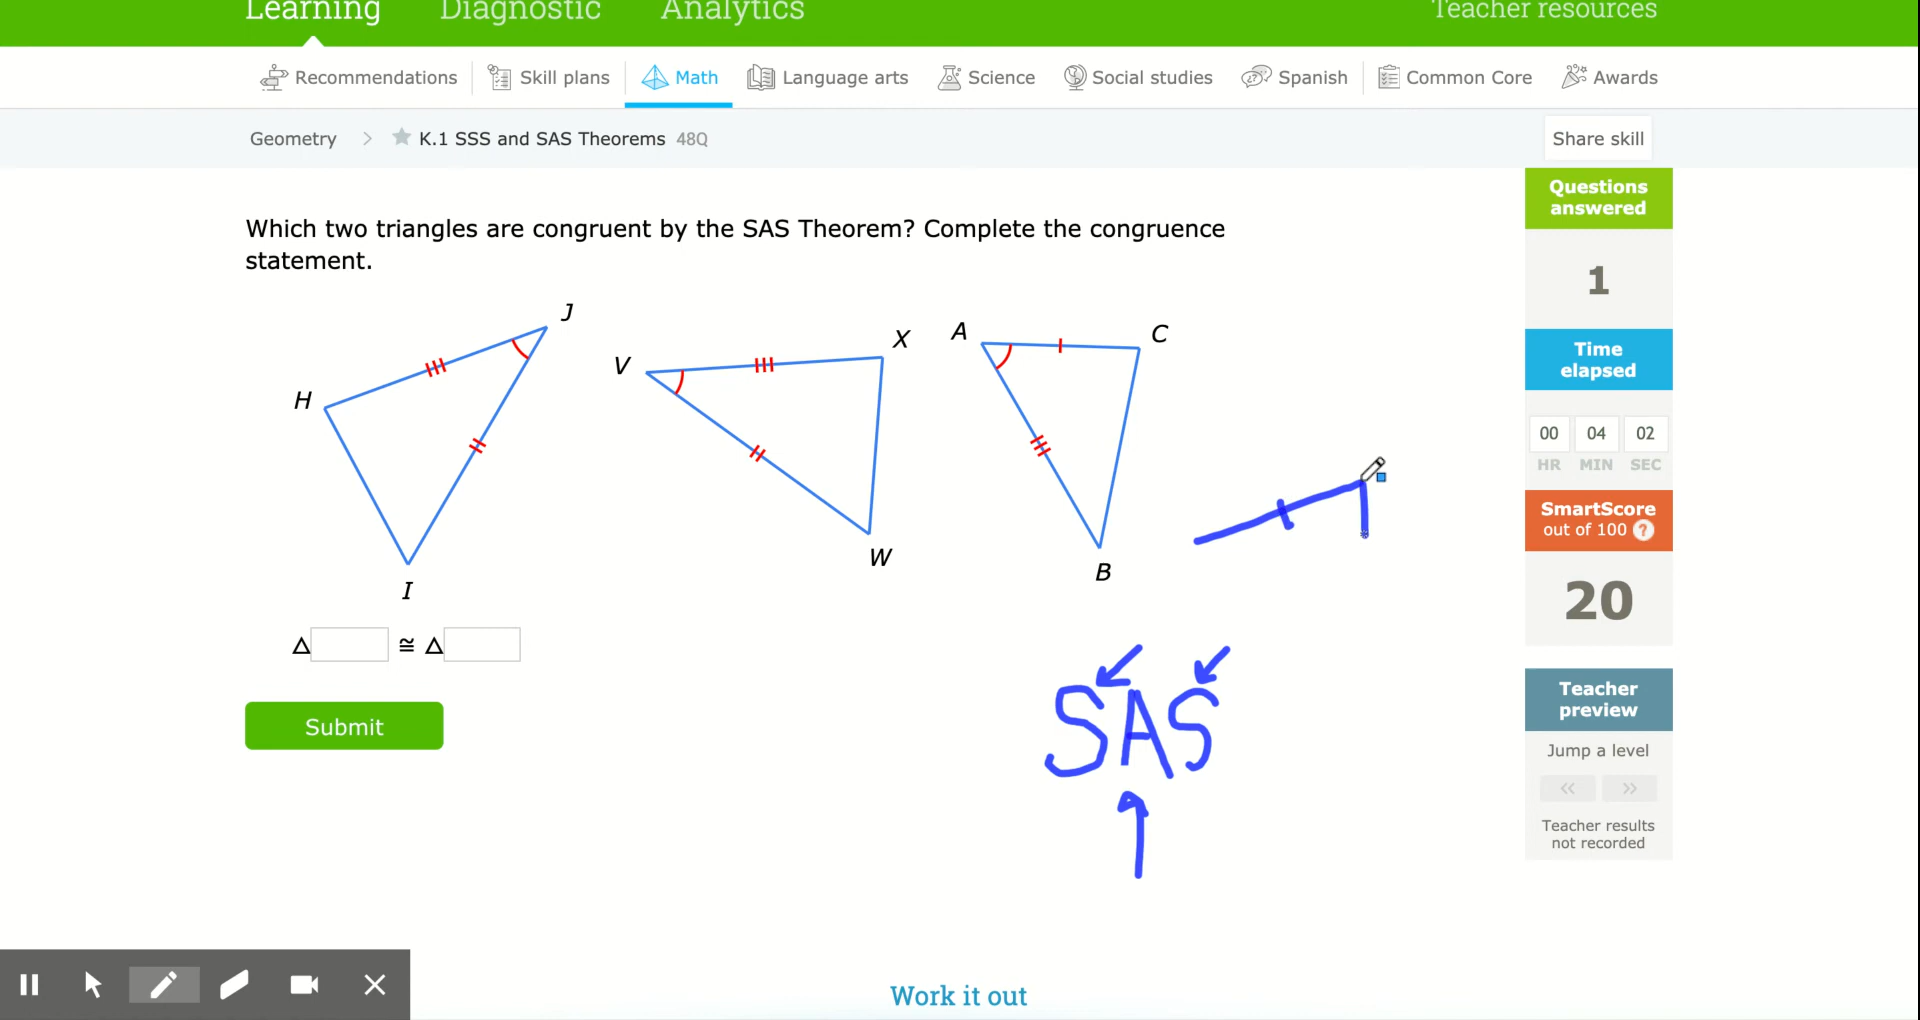 Learning Diagnostic Analytics Teacher resources
Recommendations Skill plans Math Language arts Science Social studies Spanish Common Core Awards
Geometry > K.1 SSS and SAS Theorems 48Q Share skill
Questions
answered
1
Which two triangles are congruent by the SAS Theorem? Complete the congruence
statement.
J
H
I
V
X
W
A
C
B
△ ≅ △
Submit
SAS
Time
elapsed
00 04 02
HR MIN SEC
SmartScore
out of 100 ?
20
Teacher
preview
Jump a level
<< >>
Teacher results
not recorded
Work it out